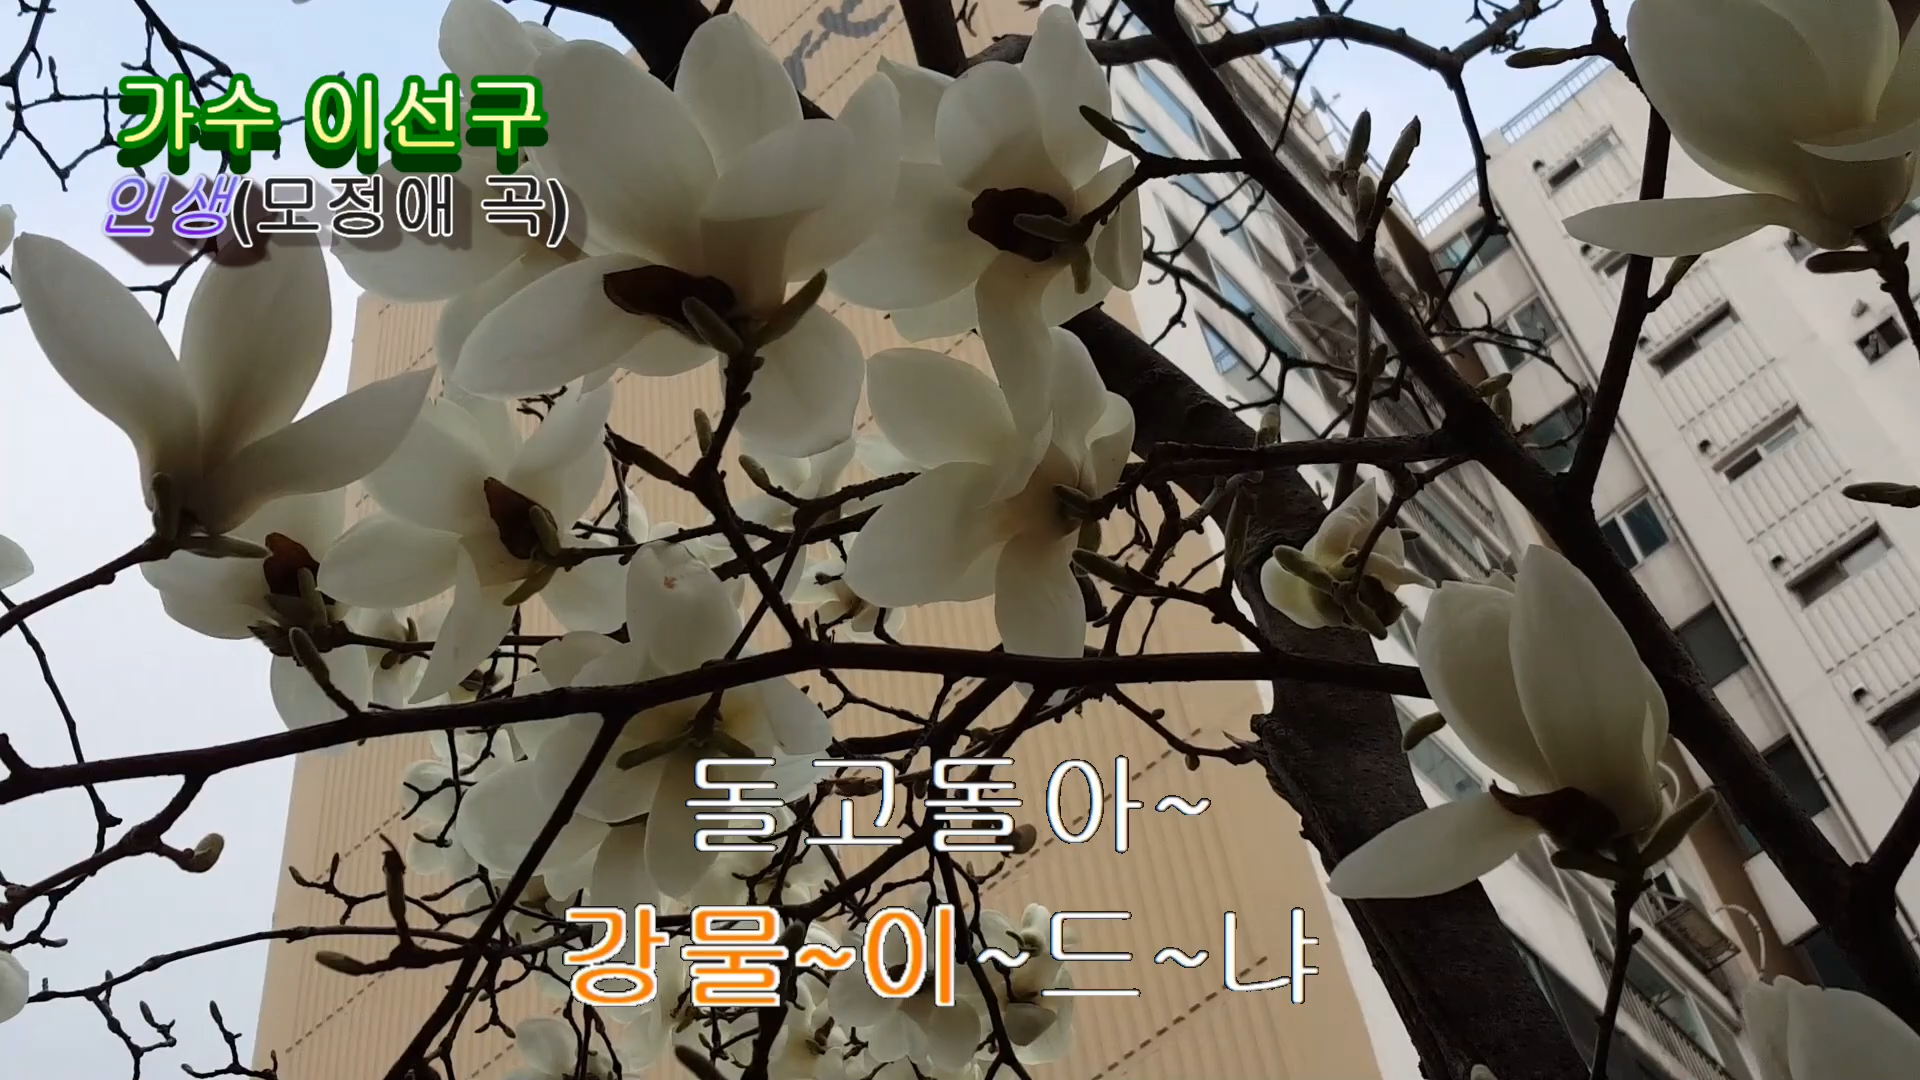 가수 이선구
인생(모정애 곡)
돌고돌아~
강물~이~드~냐